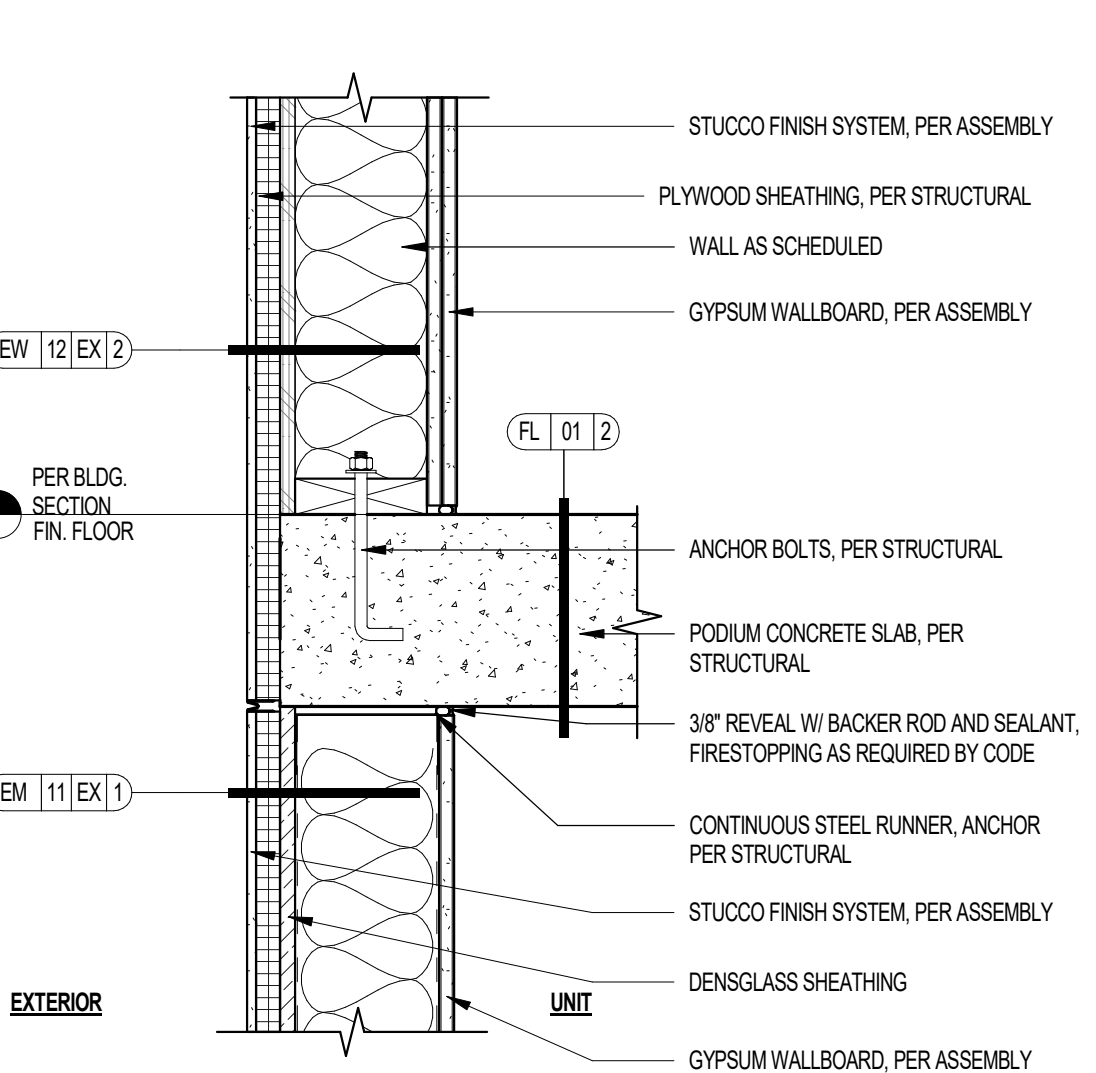 STUCCO FINISH SYSTEM, PER ASSEMBLY
PLYWOOD SHEATHING, PER STRUCTURAL
WALL AS SCHEDULED
GYPSUM WALLBOARD, PER ASSEMBLY
EW 12 EX 2
FL 01 2
PER BLDG.
SECTION
FIN. FLOOR
ANCHOR BOLTS, PER STRUCTURAL
PODIUM CONCRETE SLAB, PER
STRUCTURAL
3/8" REVEAL W/ BACKER ROD AND SEALANT,
FIRESTOPPING AS REQUIRED BY CODE
EM 11 EX 1
CONTINUOUS STEEL RUNNER, ANCHOR
PER STRUCTURAL
STUCCO FINISH SYSTEM, PER ASSEMBLY
DENSGLASS SHEATHING
EXTERIOR
UNIT
GYPSUM WALLBOARD, PER ASSEMBLY